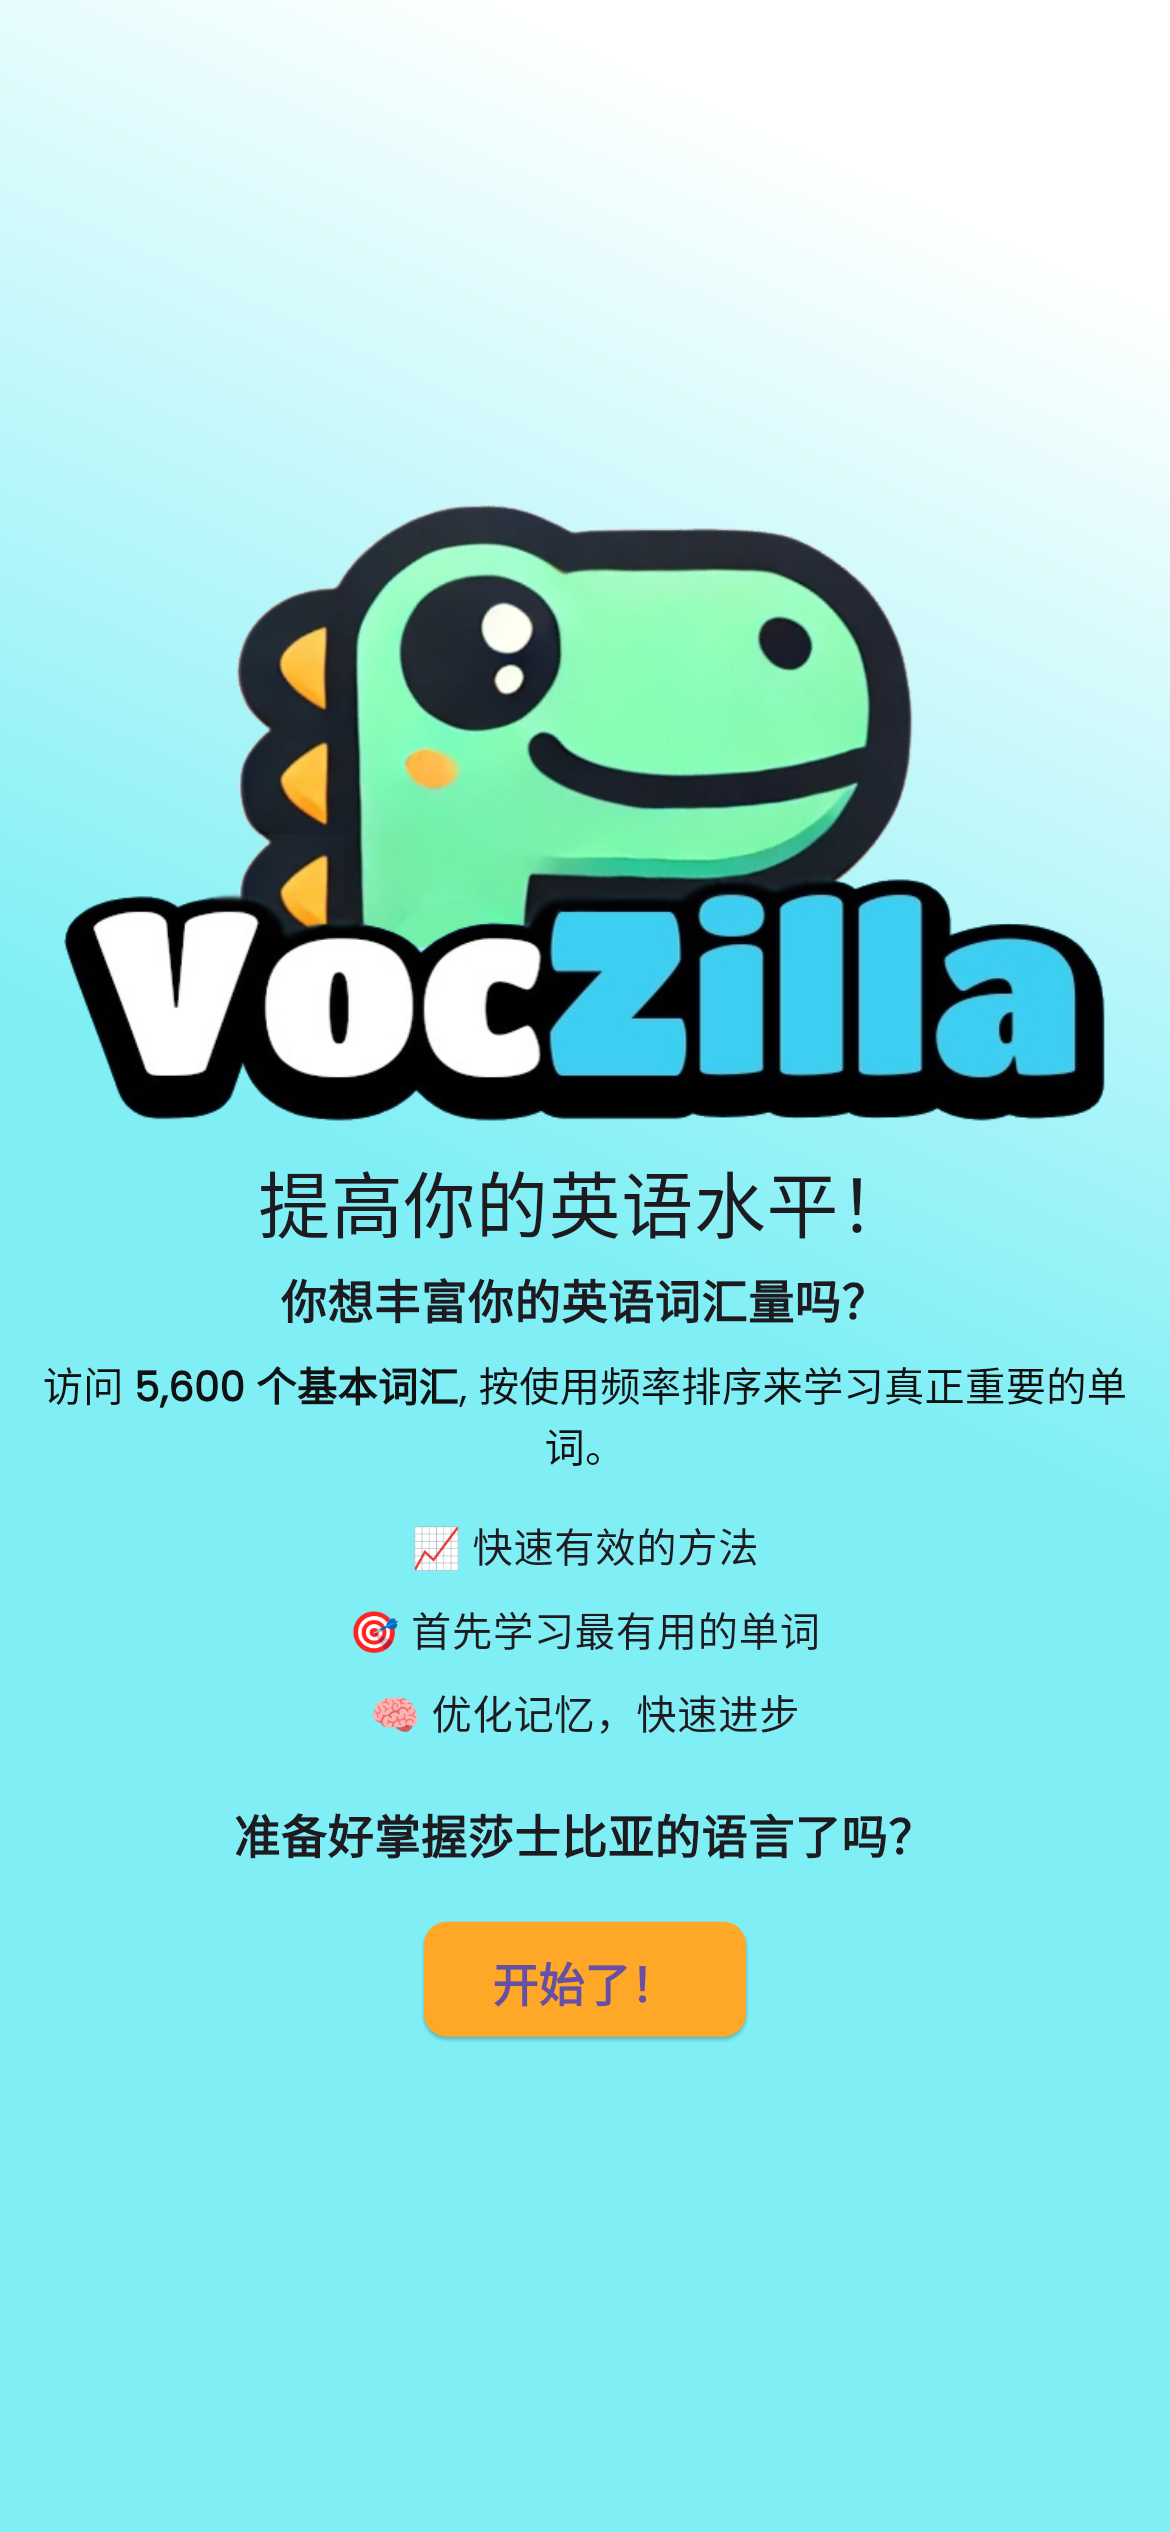 VocZilla
提高你的英语水平！
你想丰富你的英语词汇量吗？
访问 5,600 个基本词汇, 按使用频率排序来学习真正重要的单
词。
📈 快速有效的方法
🎯 首先学习最有用的单词
🧠 优化记忆，快速进步
准备好掌握莎士比亚的语言了吗？
开始了！